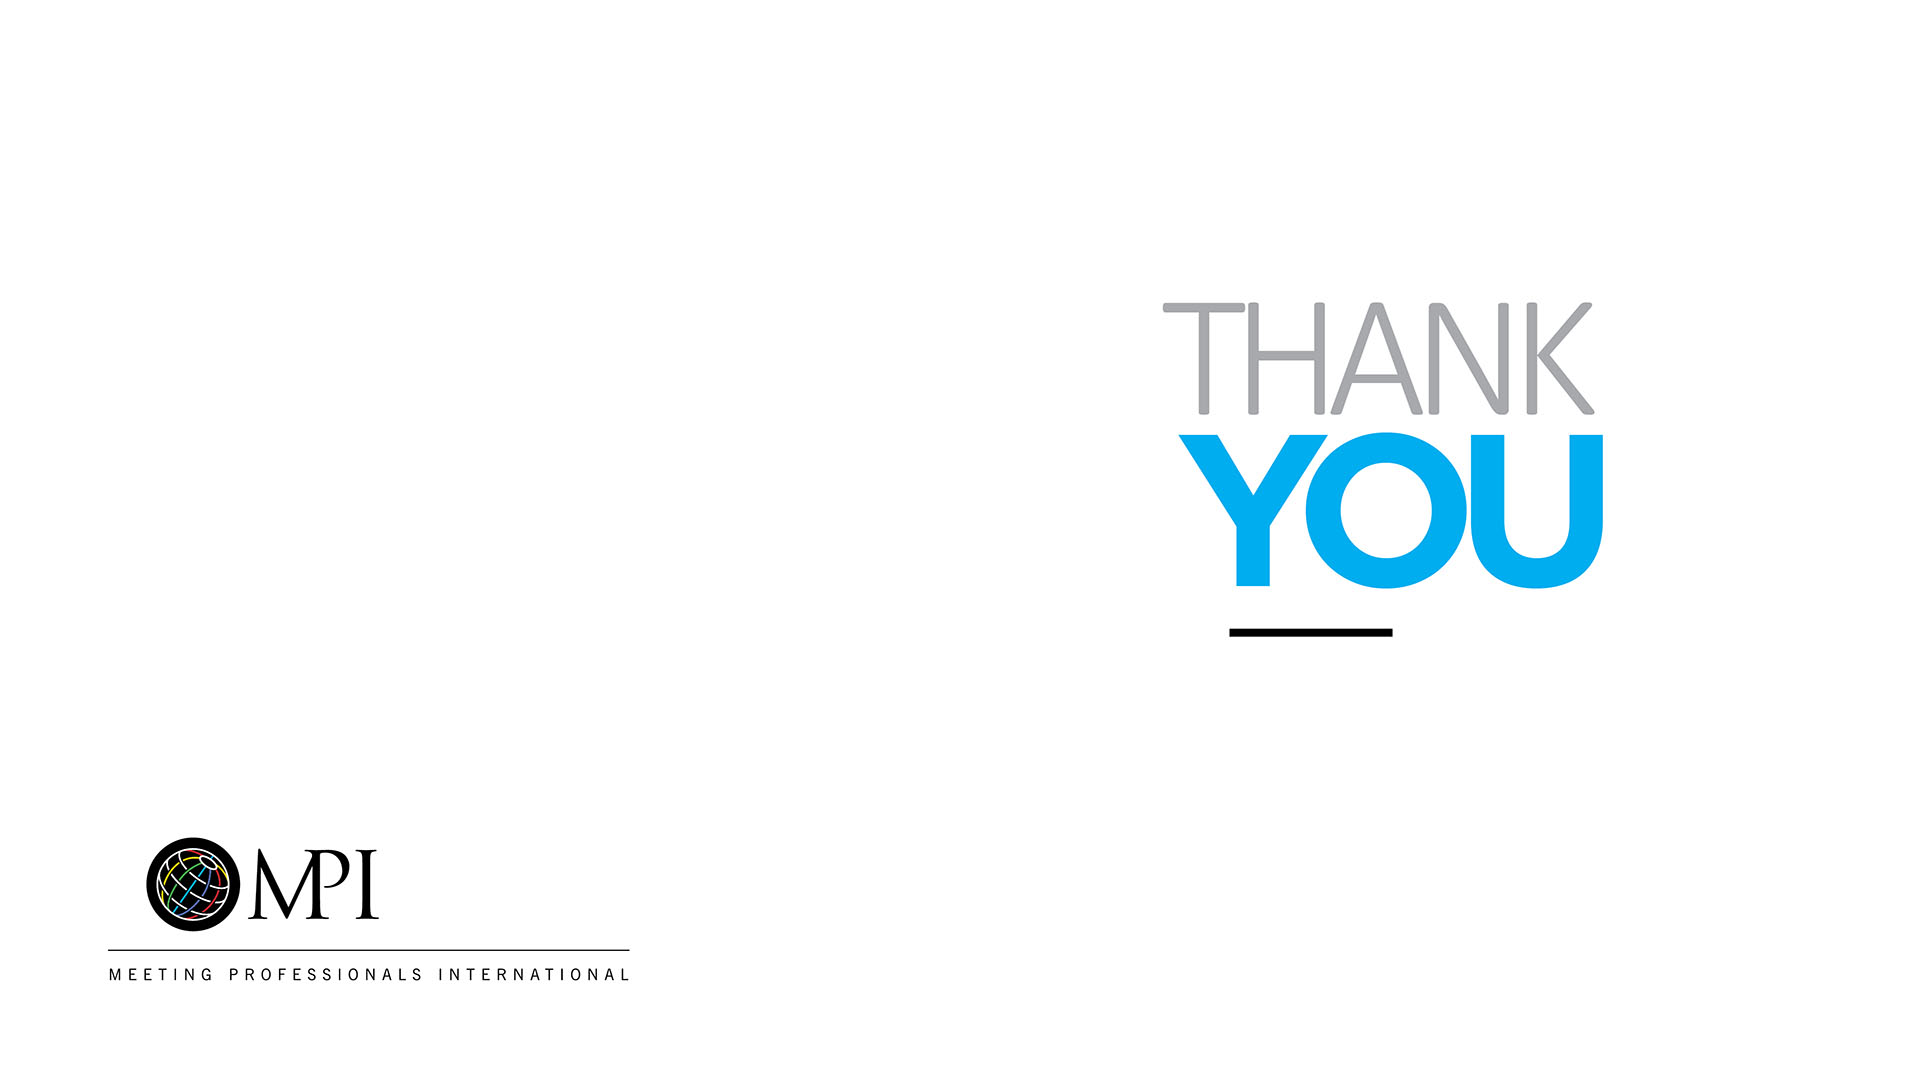 THANK
YOU
MPI
MEETING PROFESSIONALS INTERNATIONAL